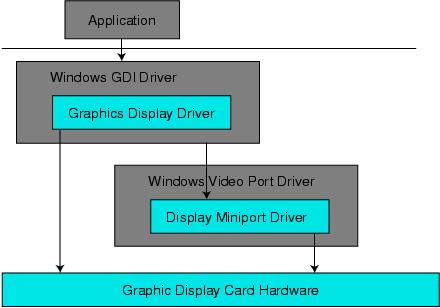 Application
Windows GDI Driver
Graphics Display Driver
Windows Video Port Driver
Display Miniport Driver
Graphic Display Card Hardware